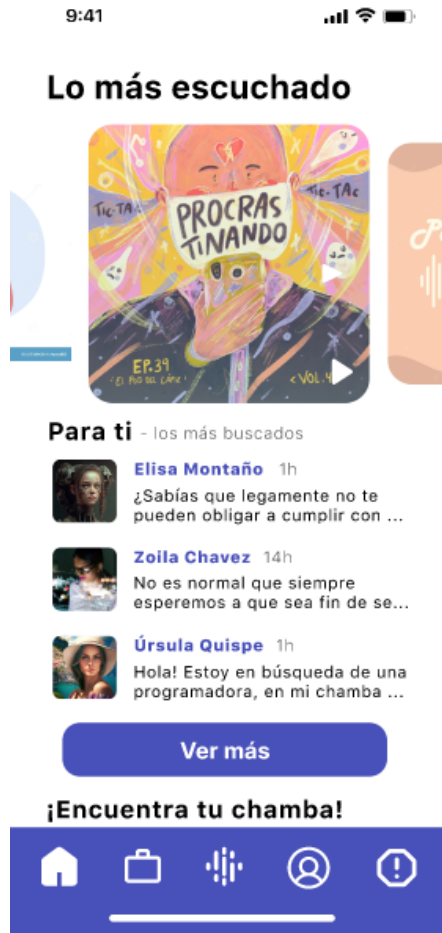 9:41
Lo más escuchado
TIC-TA
TIC-TAC
PROCRAS
TINANDO
EP.39
EL POD DEL LÁPIZ
< VOL.4
Para ti - los más buscados
Elisa Montaño 1h
¿Sabías que legamente no te
pueden obligar a cumplir con ...
Zoila Chavez 14h
No es normal que siempre
esperemos a que sea fin de se...
Úrsula Quispe 1h
Hola! Estoy en búsqueda de una
programadora, en mi chamba ...
Ver más
¡Encuentra tu chamba!